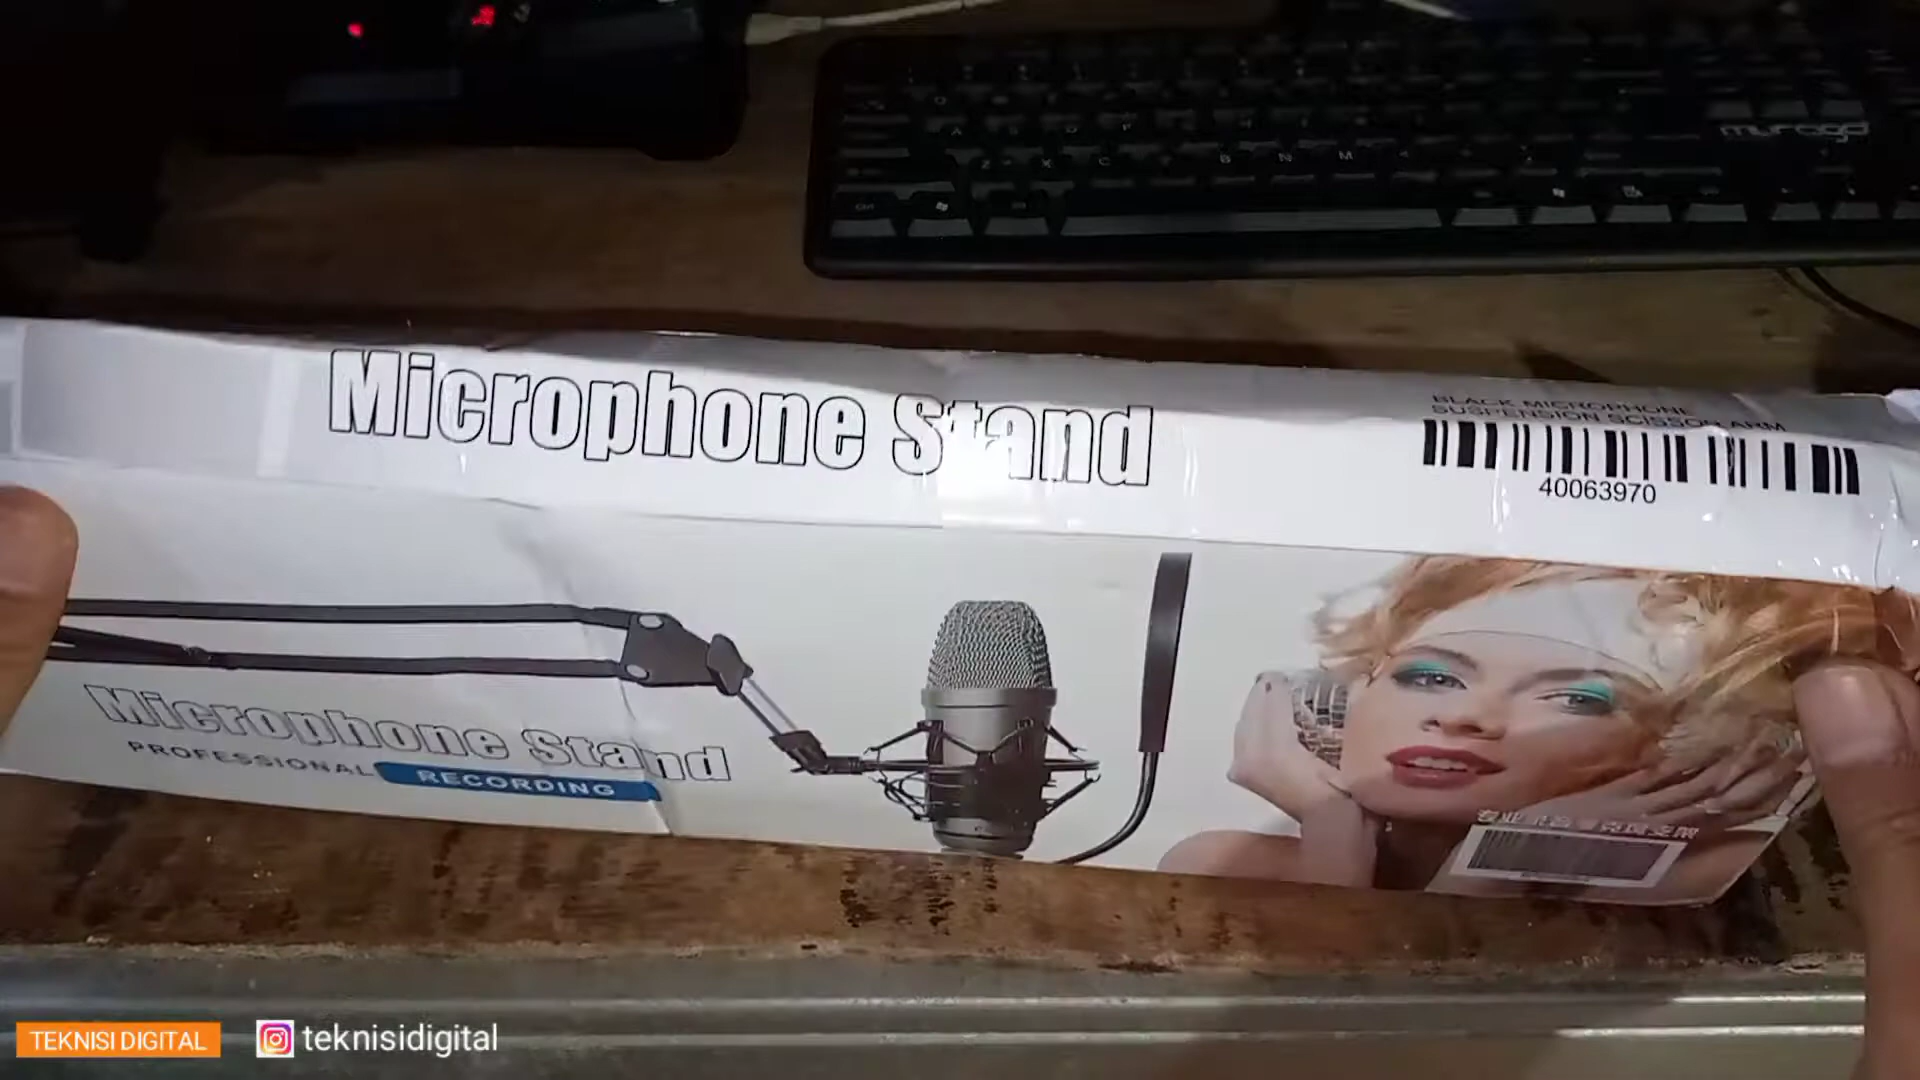 Microphone Stand
BLACK MICROPHONE
SUSPENSION SCISSOR ARM
40063970
Microphone Stand
PROFESSIONAL RECORDING
Z X C B N M
TEKNISI DIGITAL
teknisidigital